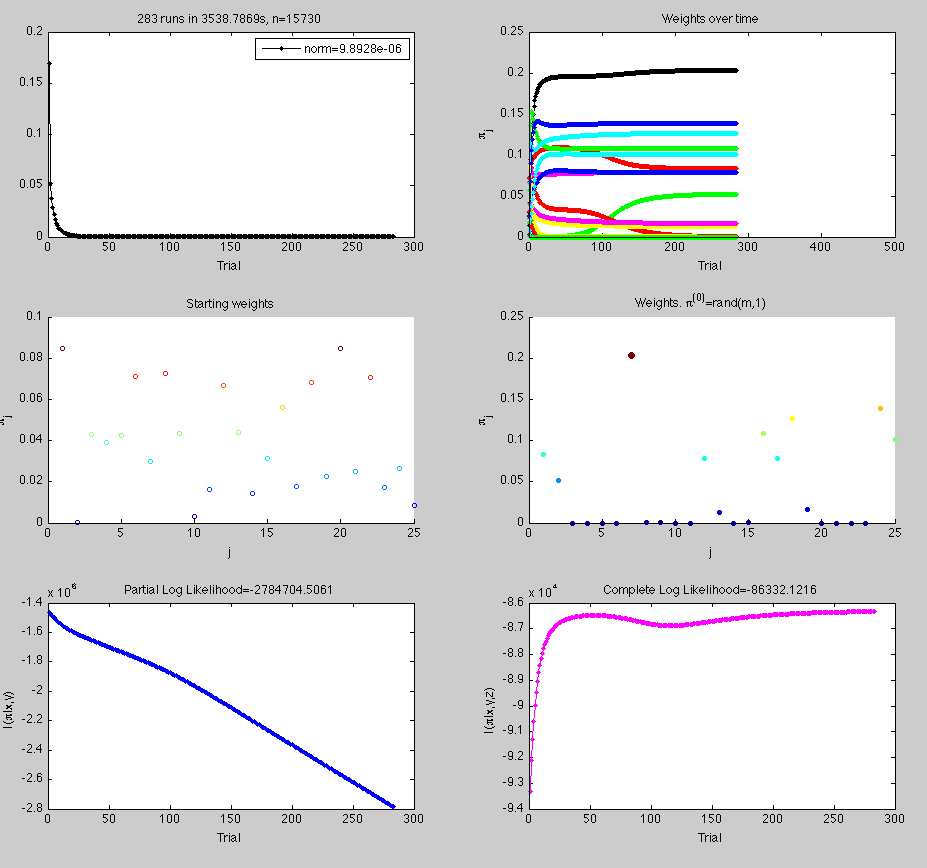 283 runs in 3538.7869s, n=15730
0.2
0.15
0.1
0.05
0
norm=9.8928e-06
0 50 100 150 200 250 300
Trial
Weights over time
0.25
0.2
0.15
0.1
0.05
0
π_j
0 100 200 300 400 500
Trial
Starting weights
0.1
0.08
0.06
0.04
0.02
0
π_j
0 5 10 15 20 25
j
Weights. π^(0)=rand(m,1)
0.25
0.2
0.15
0.1
0.05
0
π_j
0 5 10 15 20 25
j
Partial Log Likelihood=-2784704.5061
x 10^6
-1.4
-1.6
-1.8
-2
-2.2
-2.4
-2.6
-2.8
l(π|x,y)
0 50 100 150 200 250 300
Trial
Complete Log Likelihood=-86332.1216
x 10^4
-8.6
-8.7
-8.8
-8.9
-9
-9.1
-9.2
-9.3
-9.4
l(π|x,y,z)
0 50 100 150 200 250 300
Trial